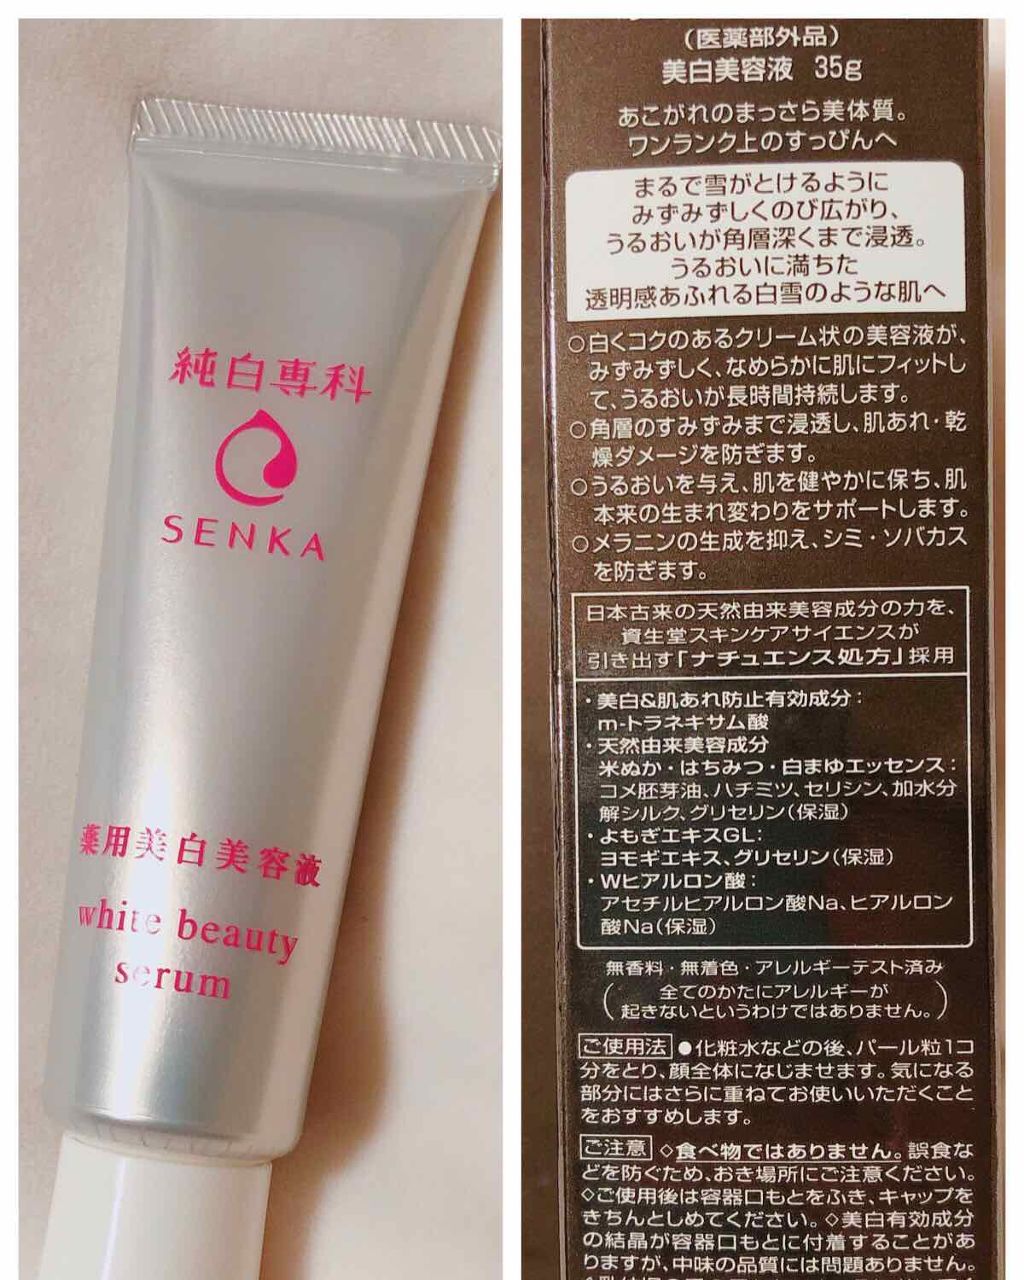 純白専科
SENKA
薬用美白美容液
white beauty
serum
(医薬部外品)
美白美容液 35g
あこがれのまっさら美体質。
ワンランク上のすっぴんへ
まるで雪がとけるように
みずみずしくのび広がり、
うるおいが角層深くまで浸透。
うるおいに満ちた
透明感あふれる白雪のような肌へ
○白くコクのあるクリーム状の美容液が、
みずみずしく、なめらかに肌にフィットし
て、うるおいが長時間持続します。
○角層のすみずみまで浸透し、肌あれ・乾
燥ダメージを防ぎます。
○うるおいを与え、肌を健やかに保ち、肌
本来の生まれ変わりをサポートします。
○メラニンの生成を抑え、シミ・ソバカス
を防ぎます。
日本古来の天然由来美容成分の力を、
資生堂スキンケアサイエンスが
引き出す「ナチュエンス処方」採用
・美白&肌あれ防止有効成分：
m-トラネキサム酸
・天然由来美容成分
米ぬか・はちみつ・白まゆエッセンス：
コメ胚芽油、ハチミツ、セリシン、加水分
解シルク、グリセリン(保湿)
・よもぎエキスGL：
ヨモギエキス、グリセリン(保湿)
・Wヒアルロン酸：
アセチルヒアルロン酸Na、ヒアルロン
酸Na(保湿)
無香料・無着色・アレルギーテスト済み
(全てのかたにアレルギーが
起きないというわけではありません。)
ご使用法 ●化粧水などの後、パール粒1コ
分をとり、顔全体になじませます。気になる
部分にはさらに重ねてお使いいただくこと
をおすすめします。
ご注意 ◇食べ物ではありません。誤食な
どを防ぐため、おき場所にご注意ください。
◇ご使用後は容器口もとをふき、キャップを
きちんとしめてください。◇美白有効成分
の結晶が容器口もとに付着することがあ
りますが、中味の品質には問題ありません。